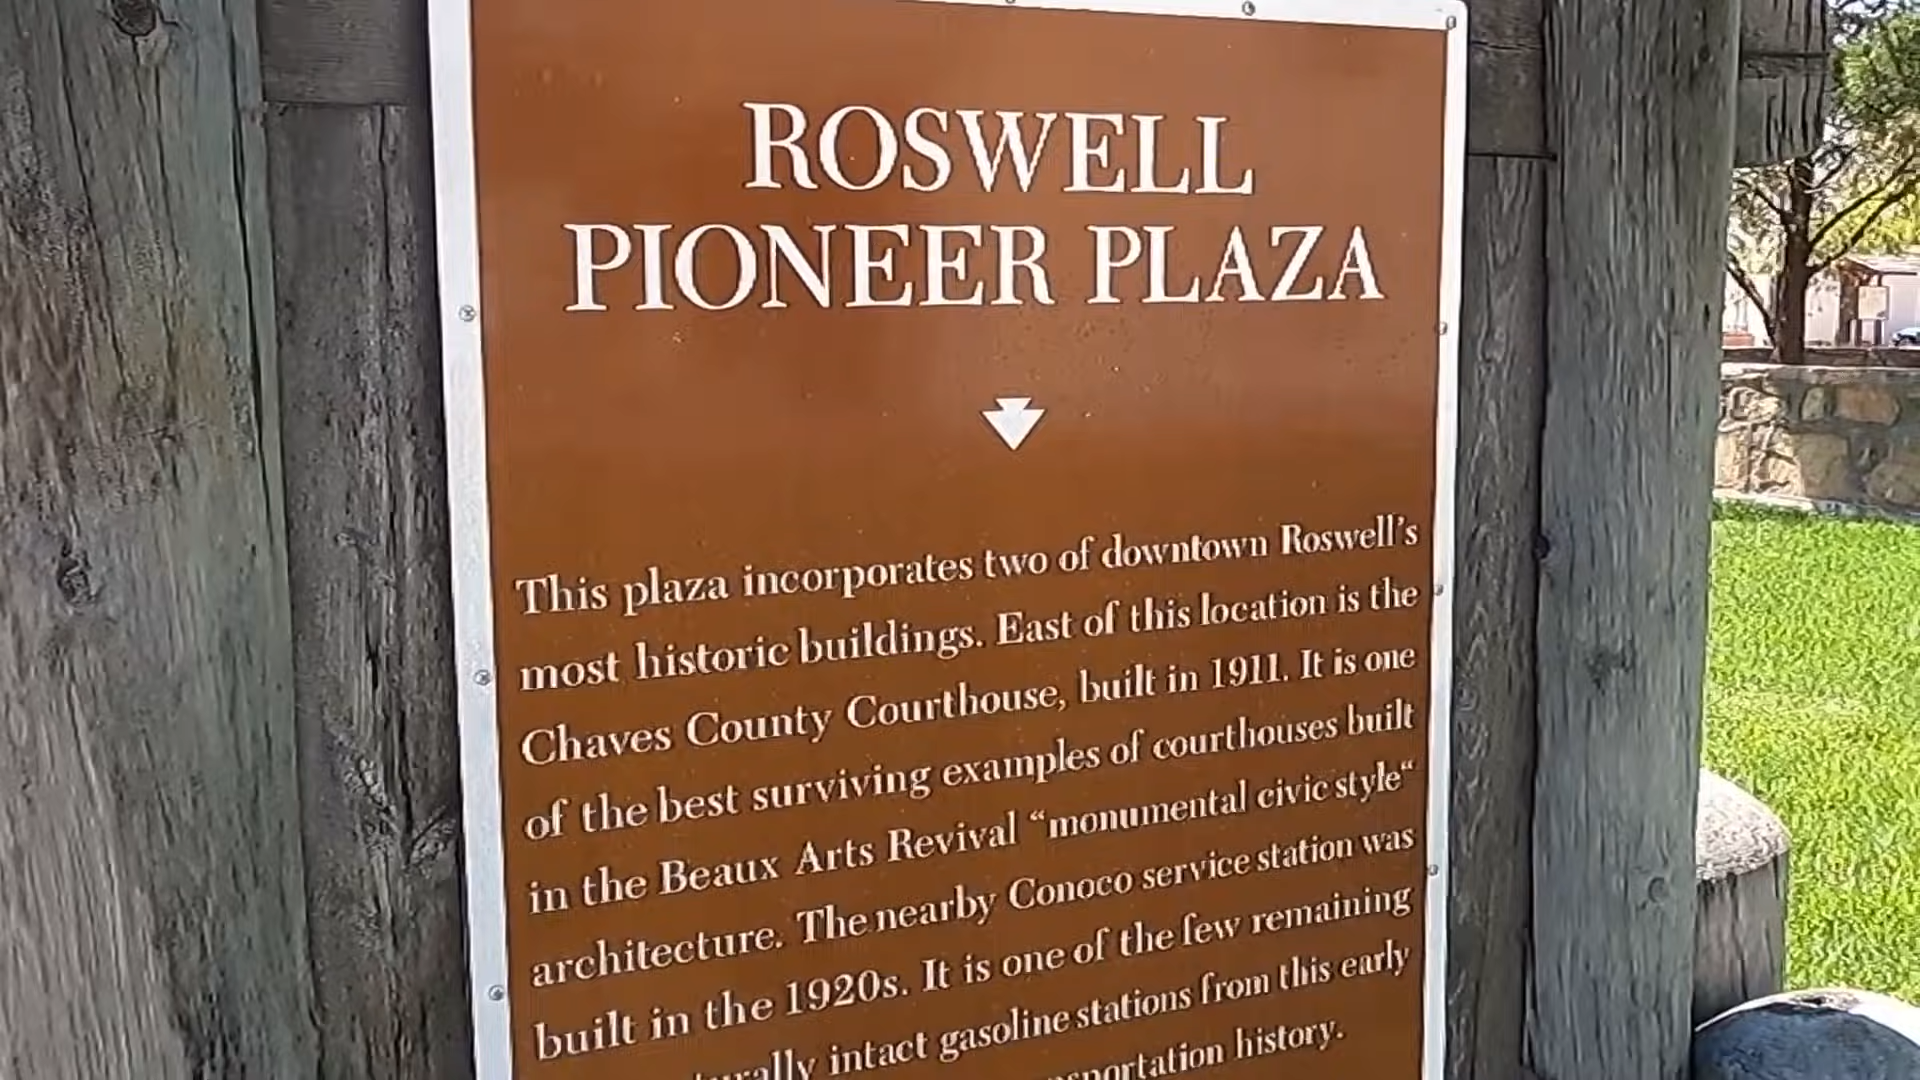 ROSWELL
PIONEER PLAZA
This plaza incorporates two of downtown Roswell's
most historic buildings. East of this location is the
Chaves County Courthouse, built in 1911. It is one
of the best surviving examples of courthouses built
in the Beaux Arts Revival “monumental civic style“
architecture. The nearby Conoco service station was
built in the 1920s. It is one of the few remaining
intact gasoline stations from this early
history.